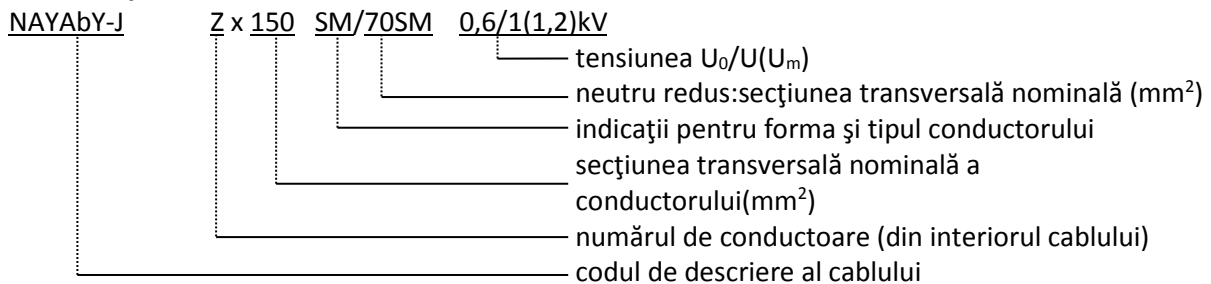 NAYAbY-J Z x 150 SM/70SM 0,6/1(1,2)kV
tensiunea U₀/U(Uₘ)
neutru redus:secţiunea transversală nominală (mm²)
indicaţii pentru forma şi tipul conductorului
secţiunea transversală nominală a
conductorului(mm²)
numărul de conductoare (din interiorul cablului)
codul de descriere al cablului